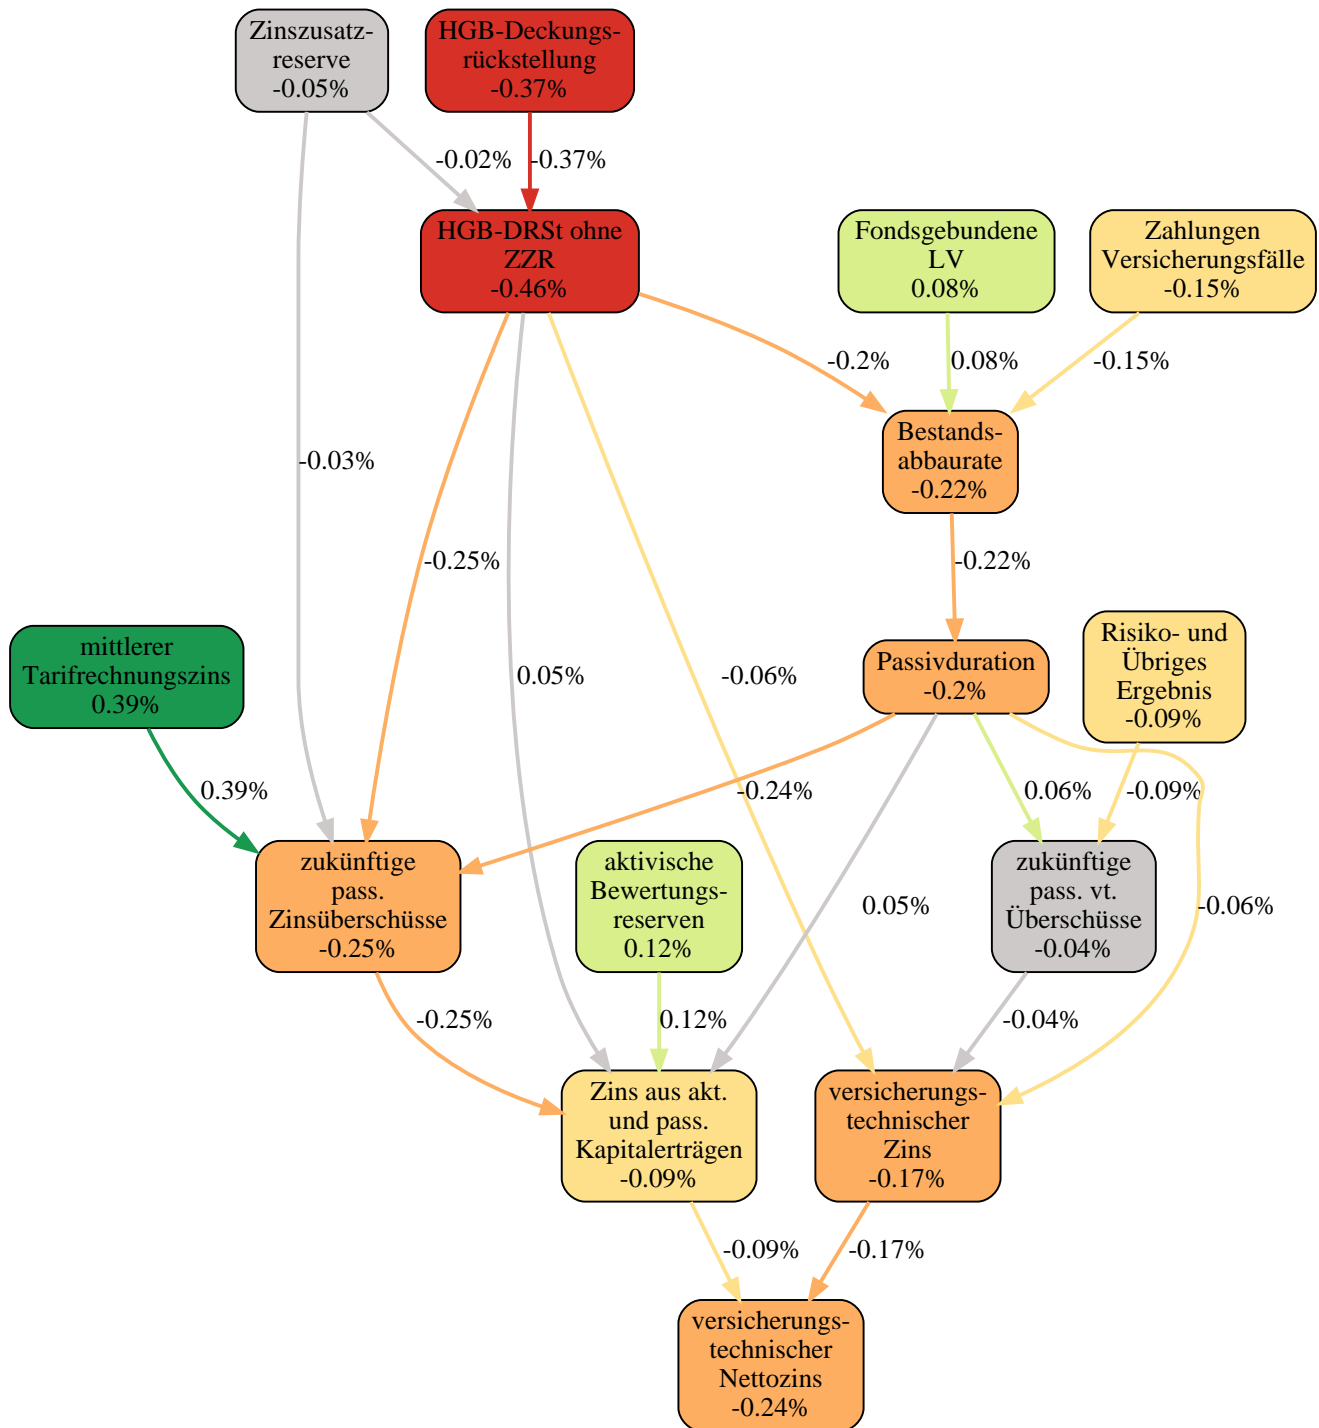 Zinszusatz-
reserve
-0.05%
HGB-Deckungs-
rückstellung
-0.37%
-0.02%
-0.37%
HGB-DRSt ohne
ZZR
-0.46%
Fondsgebundene
LV
0.08%
Zahlungen
Versicherungsfälle
-0.15%
-0.2%
0.08%
-0.15%
Bestands-
abbaurate
-0.22%
-0.03%
-0.25%
-0.22%
mittlerer
Tarifrechnungszins
0.39%
0.05%
-0.06%
Passivduration
-0.2%
Risiko- und
Übriges
Ergebnis
-0.09%
0.39%
-0.24%
0.06%
-0.09%
zukünftige
pass.
Zinsüberschüsse
-0.25%
aktivische
Bewertungs-
reserven
0.12%
0.05%
zukünftige
pass. vt.
Überschüsse
-0.04%
-0.06%
-0.25%
0.12%
-0.04%
Zins aus akt.
und pass.
Kapitalerträgen
-0.09%
versicherungs-
technischer
Zins
-0.17%
-0.09%
-0.17%
versicherungs-
technischer
Nettozins
-0.24%